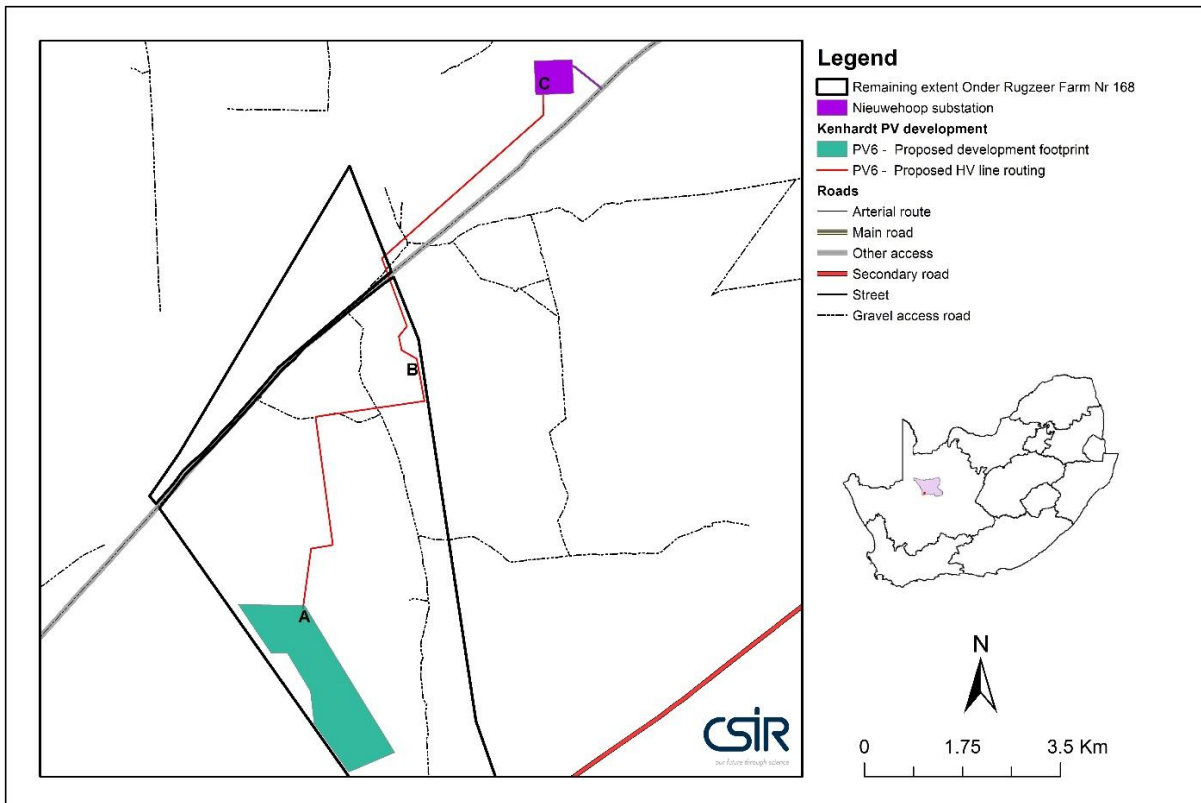 C
B
A
CSIR
our future through science
Legend
Remaining extent Onder Rugzeer Farm Nr 168
Nieuwehoop substation
Kenhardt PV development
PV6 - Proposed development footprint
PV6 - Proposed HV line routing
Roads
Arterial route
Main road
Other access
Secondary road
Street
Gravel access road
N
0 1.75 3.5 Km